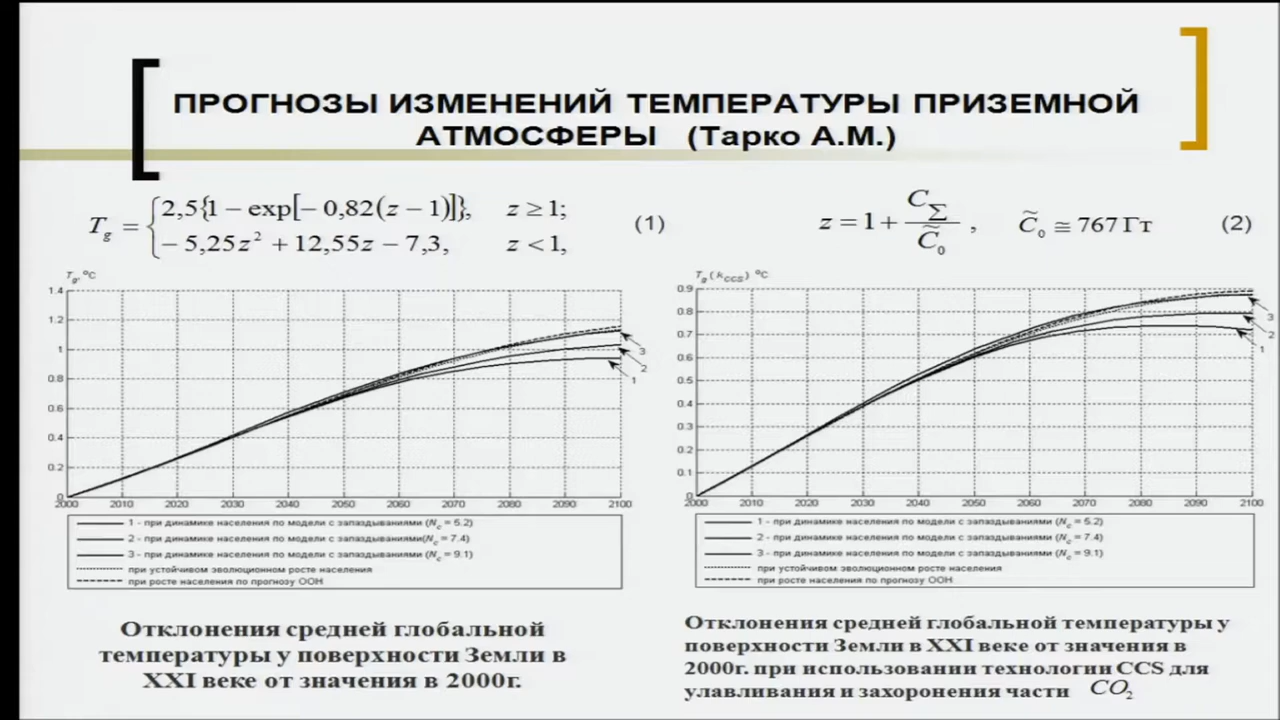 ПРОГНОЗЫ ИЗМЕНЕНИЙ ТЕМПЕРАТУРЫ ПРИЗЕМНОЙ
АТМОСФЕРЫ (Тарко А.М.)
T_g = { 2,5{1 − exp[− 0,82(z − 1)]}, z ≥ 1;
− 5,25z² + 12,55z − 7,3, z < 1,
(1)
z = 1 + C_Σ / C̃₀ , C̃₀ ≅ 767 Гт (2)
T_g, °C
1.4
1.2
1
0.8
0.6
0.4
0.2
0
2000 2010 2020 2030 2040 2050 2060 2070 2080 2090 2100
3
2
1
1 - при динамике населения по модели с запаздываниями (N_c = 5.2)
2 - при динамике населения по модели с запаздываниями(N_c = 7.4)
3 - при динамике населения по модели с запаздываниями (N_c = 9.1)
при устойчивом эволюционном росте населения
при росте населения по прогнозу ООН
Отклонения средней глобальной
температуры у поверхности Земли в
XXI веке от значения в 2000г.
T_g (k_CCS) °C
0.9
0.8
0.7
0.6
0.5
0.4
0.3
0.2
0.1
0
2000 2010 2020 2030 2040 2050 2060 2070 2080 2090 2100
3
2
1
1 - при динамике населения по модели с запаздываниями (N_c = 5.2)
2 - при динамике населения по модели с запаздываниями (N_c = 7.4)
3 - при динамике населения по модели с запаздываниями (N_c = 9.1)
при устойчивом эволюционном росте населения
при росте населения по прогнозу ООН
Отклонения средней глобальной температуры у
поверхности Земли в XXI веке от значения в
2000г. при использовании технологии CCS для
улавливания и захоронения части CO₂